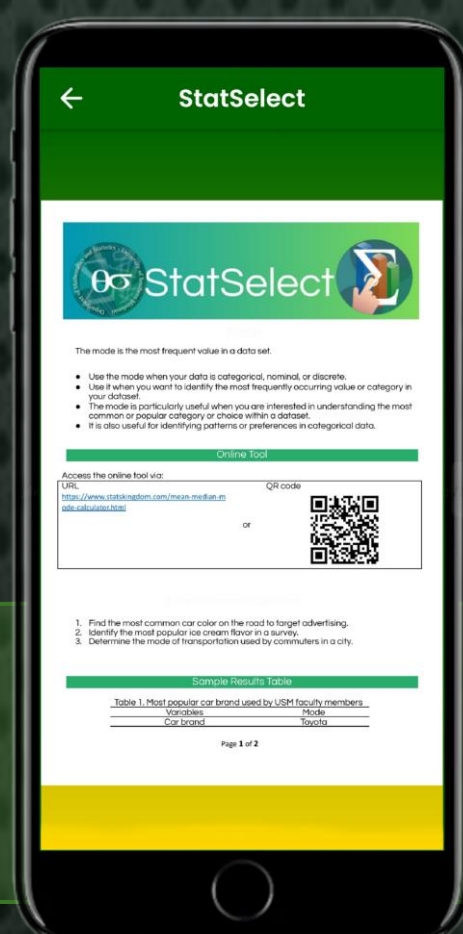 StatSelect
θσ StatSelect Σ
The mode is the most frequent value in a data set.
● Use the mode when your data is categorical, nominal, or discrete.
● Use it when you want to identify the most frequently occurring value or category in
your dataset.
● The mode is particularly useful when you are interested in understanding the most
common or popular category or choice within a dataset.
● It is also useful for identifying patterns or preferences in categorical data.
Online Tool
Access the online tool via:
URL QR code
https://www.statskingdom.com/mean-median-m
ode-calculator.html
or
1. Find the most common car color on the road to target advertising.
2. Identify the most popular ice cream flavor in a survey.
3. Determine the mode of transportation used by commuters in a city.
Sample Results Table
Table 1. Most popular car brand used by USM faculty members
Variables Mode
Car brand Toyota
Page 1 of 2